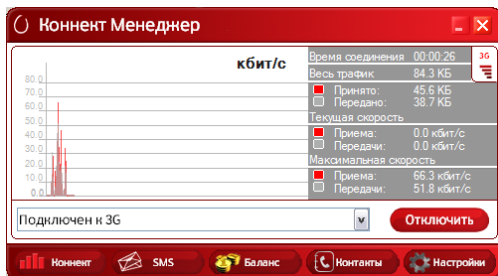 Коннект Менеджер
кбит/с
80.0
70.0
60.0
50.0
40.0
30.0
20.0
10.0
0.0
Время соединения 00:00:26
Весь трафик 84.3 КБ
Принято: 45.6 КБ
Передано: 38.7 КБ
Текущая скорость
Приема: 0.0 кбит/с
Передачи: 0.0 кбит/с
Максимальная скорость
Приема: 66.3 кбит/с
Передачи: 51.8 кбит/с
3G
Подключен к 3G
Отключить
Коннект
SMS
Баланс
Контакты
Настройки